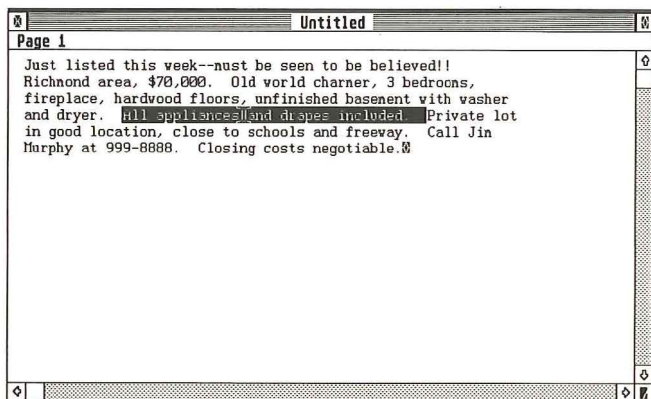 Untitled
Page 1
Just listed this week--must be seen to be believed!!
Richmond area, $70,000. Old world charmer, 3 bedrooms,
fireplace, hardwood floors, unfinished basement with washer
and dryer. All appliances and drapes included. Private lot
in good location, close to schools and freeway. Call Jim
Murphy at 999-8888. Closing costs negotiable.